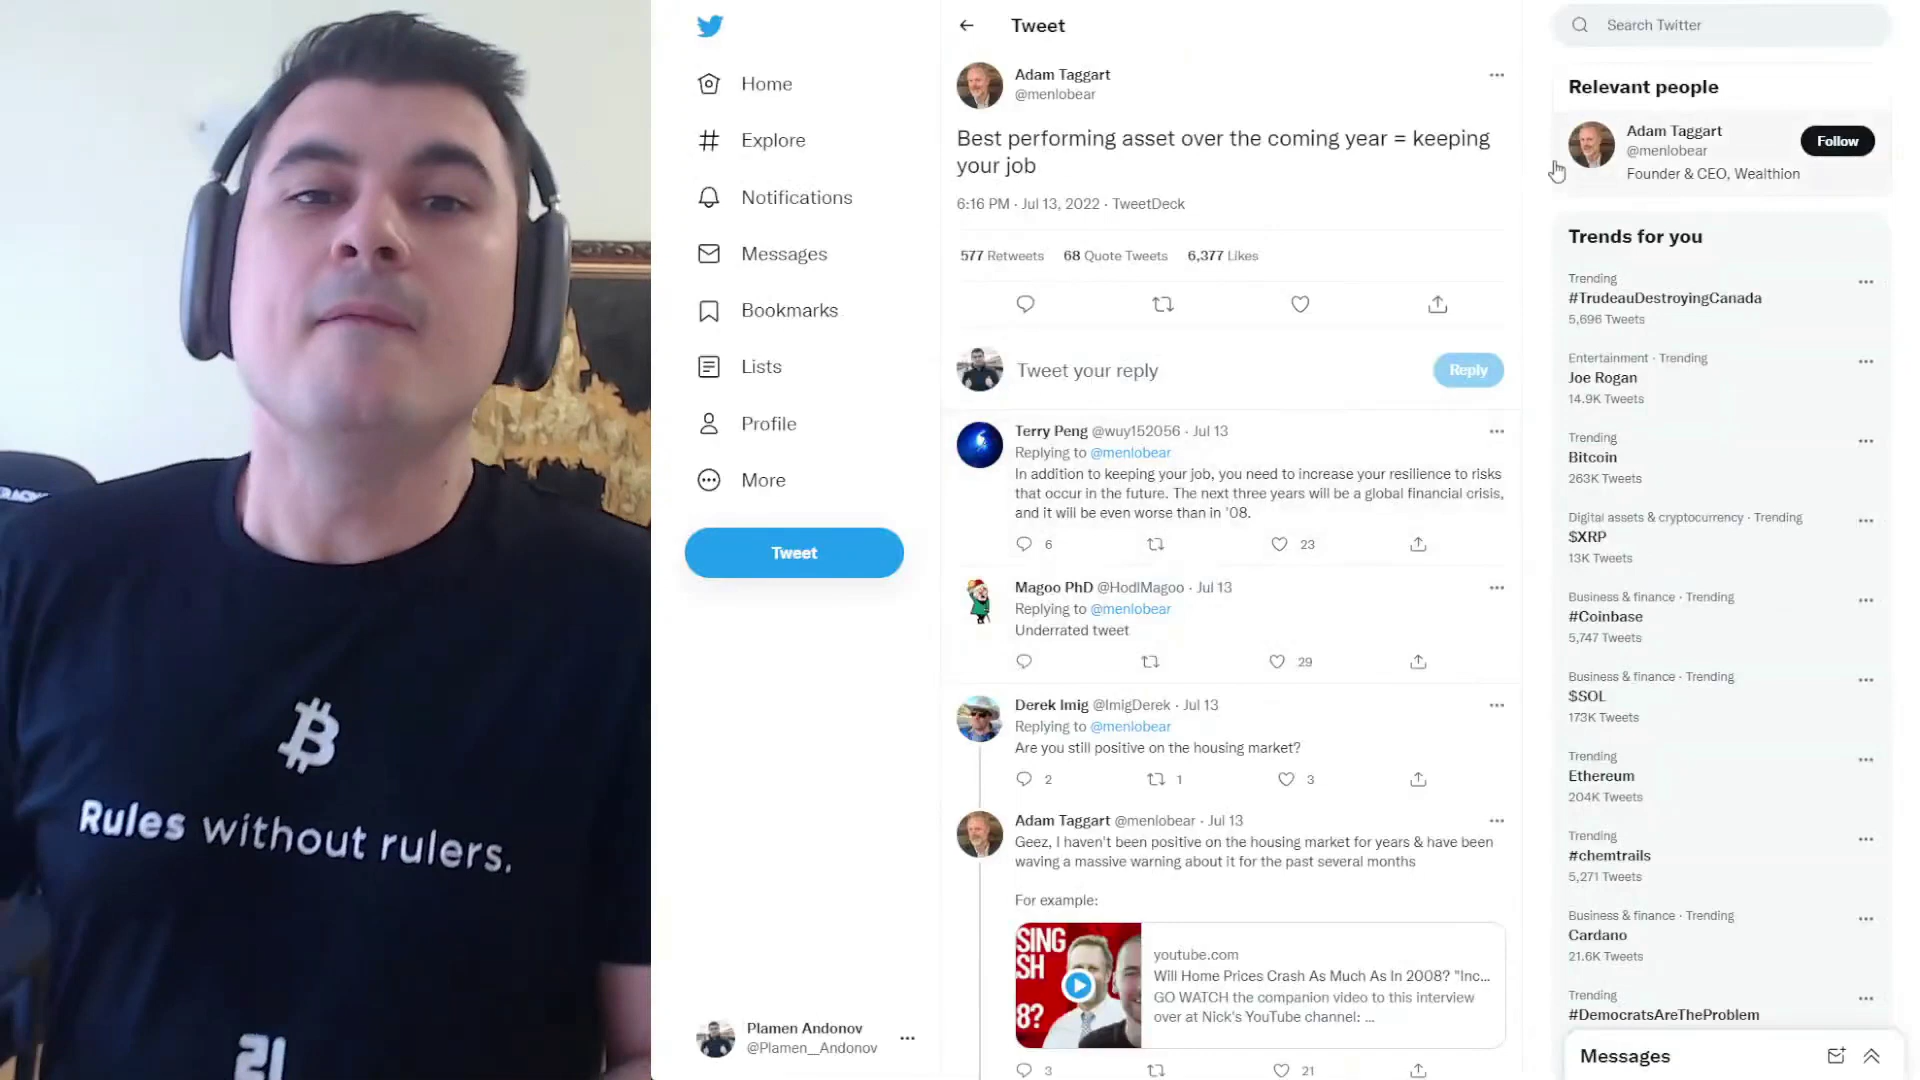 Rules without rulers.
Home
Explore
Notifications
Messages
Bookmarks
Lists
Profile
More
Tweet
Plamen Andonov
@Plamen__Andonov
Tweet
Adam Taggart
@menlobear
Best performing asset over the coming year = keeping
your job
6:16 PM · Jul 13, 2022 · TweetDeck
577 Retweets 68 Quote Tweets 6,377 Likes
Tweet your reply
Reply
Terry Peng @wuy152056 · Jul 13
Replying to @menlobear
In addition to keeping your job, you need to increase your resilience to risks
that occur in the future. The next three years will be a global financial crisis,
and it will be even worse than in '08.
6 23
Magoo PhD @HodlMagoo · Jul 13
Replying to @menlobear
Underrated tweet
29
Derek Imig @ImigDerek · Jul 13
Replying to @menlobear
Are you still positive on the housing market?
2 1 3
Adam Taggart @menlobear · Jul 13
Geez, I haven't been positive on the housing market for years & have been
waving a massive warning about it for the past several months
For example:
SING
SH
8?
youtube.com
Will Home Prices Crash As Much As In 2008? "Inc...
GO WATCH the companion video to this interview
over at Nick's YouTube channel: ...
3 21
Search Twitter
Relevant people
Adam Taggart
@menlobear
Follow
Founder & CEO, Wealthion
Trends for you
Trending
#TrudeauDestroyingCanada
5,696 Tweets
Entertainment · Trending
Joe Rogan
14.9K Tweets
Trending
Bitcoin
263K Tweets
Digital assets & cryptocurrency · Trending
$XRP
13K Tweets
Business & finance · Trending
#Coinbase
5,747 Tweets
Business & finance · Trending
$SOL
173K Tweets
Trending
Ethereum
204K Tweets
Trending
#chemtrails
5,271 Tweets
Business & finance · Trending
Cardano
21.6K Tweets
Trending
#DemocratsAreTheProblem
Messages